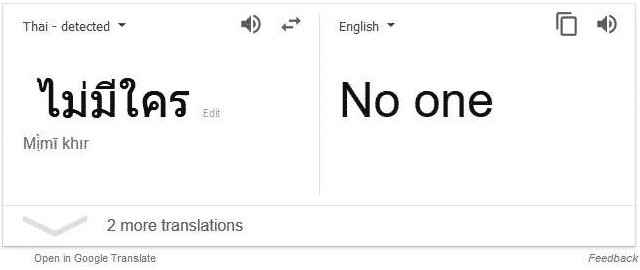 Thai - detected
English
ไม่มีใคร Edit
No one
Mị̀mī khır
2 more translations
Open in Google Translate
Feedback